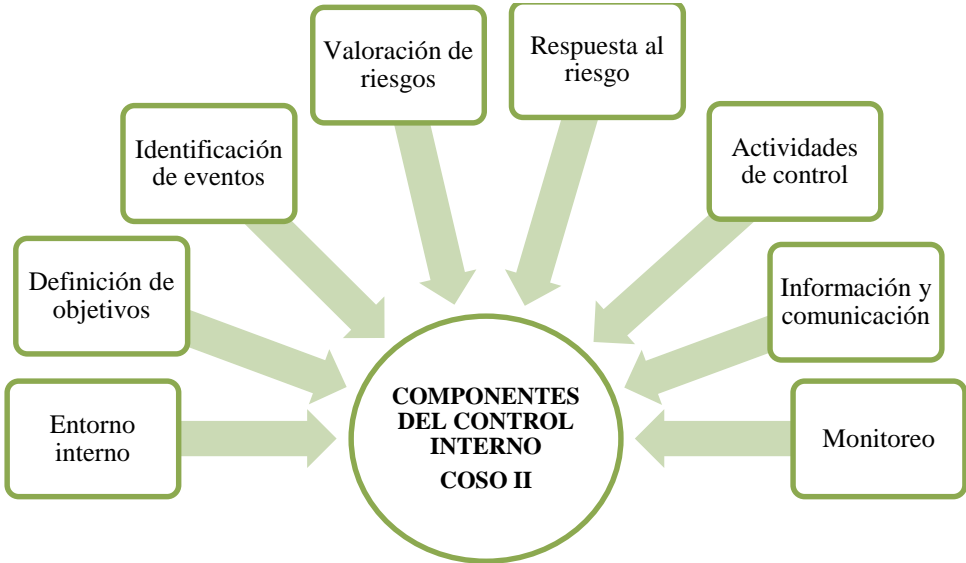 Entorno
interno
Definición de
objetivos
Identificación
de eventos
Valoración de
riesgos
Respuesta al
riesgo
Actividades
de control
Información y
comunicación
Monitoreo
COMPONENTES
DEL CONTROL
INTERNO
COSO II